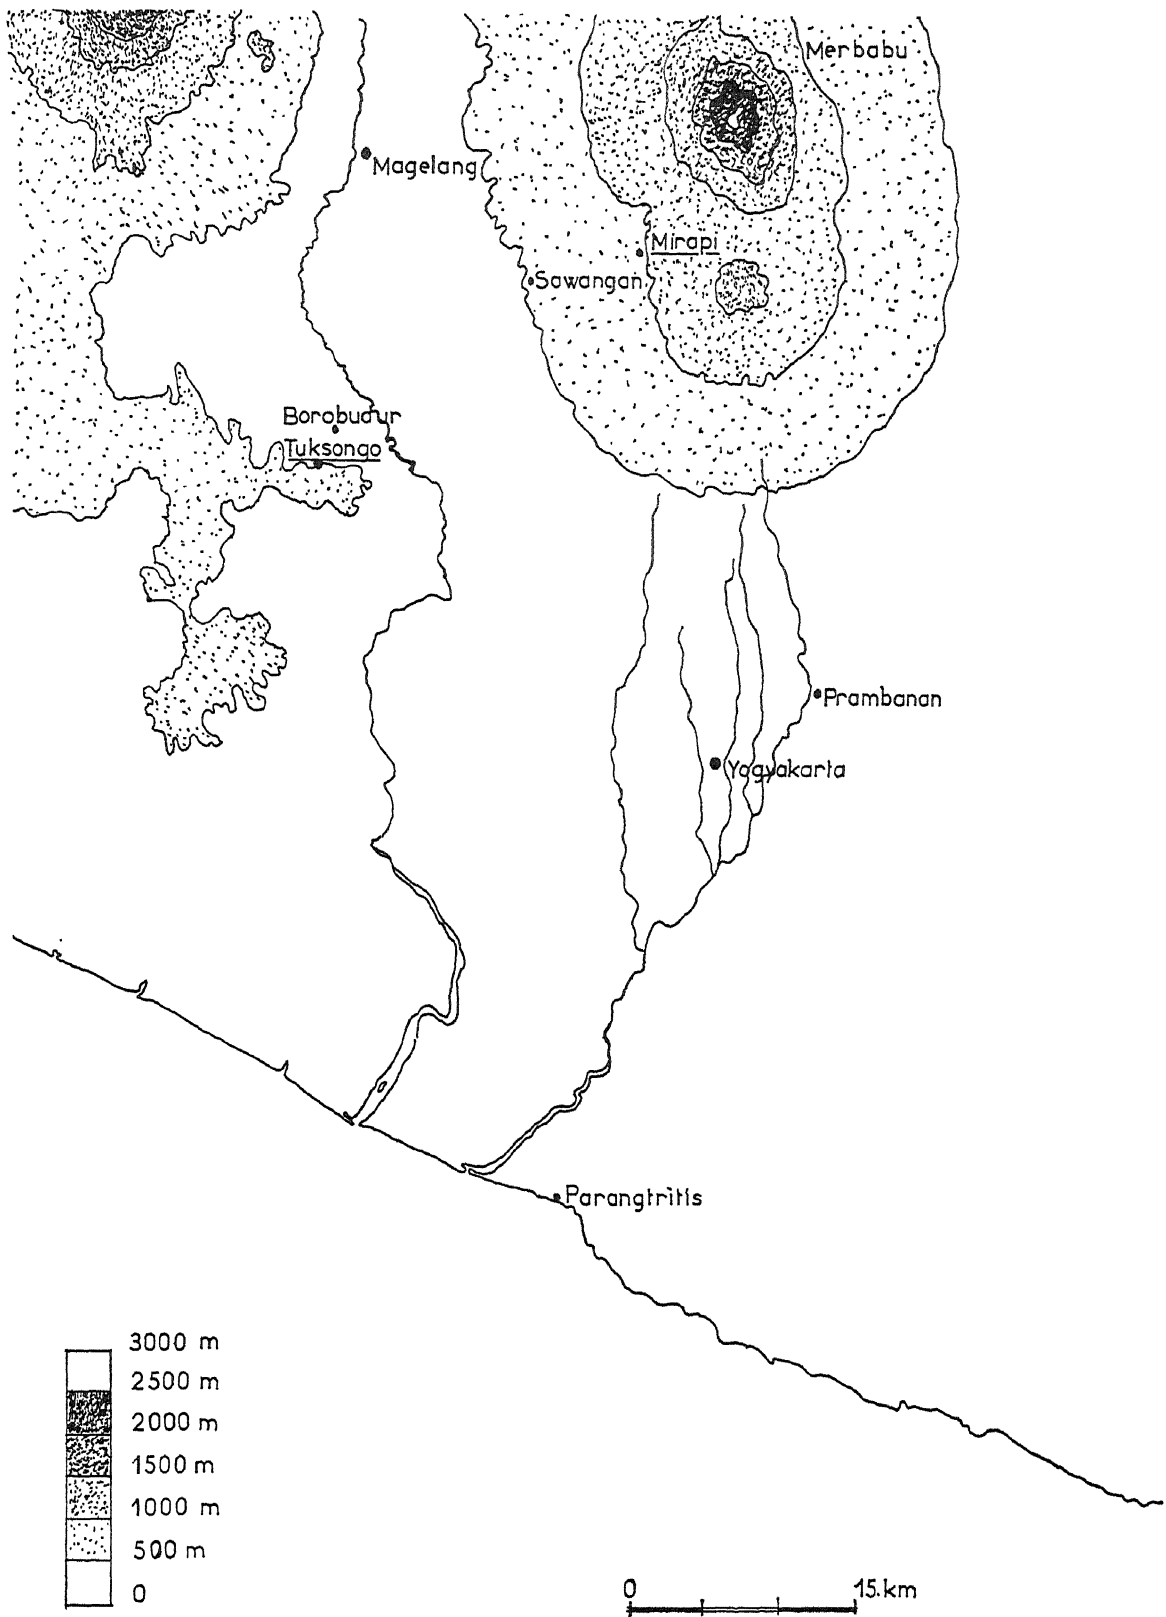 Merbabu
Magelang
Mirapi
Sawangan
Borobudur
Tuksongo
Prambanan
Yogyakarta
Parangtritis
3000 m
2500 m
2000 m
1500 m
1000 m
500 m
0
0 15.km